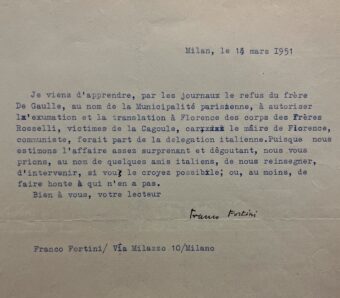 Milan, le 14 mars 1951
Je viens d'apprendre, par les journaux le refus du frère
De Gaulle, au nom de la Municipalité parisienne, à autoriser
l'exumation et la translation à Florence des corps des frères
Rosselli, victimes de la Cagoule, car le maire de Florence,
communiste, ferait part de la delegation italienne.Puisque nous
estimons l'affaire assez surprenant et dégoutant, nous vous
prions, au nom de quelques amis italiens, de nous renseigner,
d'intervenir, si vous le croyez possible; ou, au moins, de
faire honte à qui n'en a pas.
Bien à vous, votre lecteur
Franco Fortini
Franco Fortini/ Via Milazzo 10/Milano